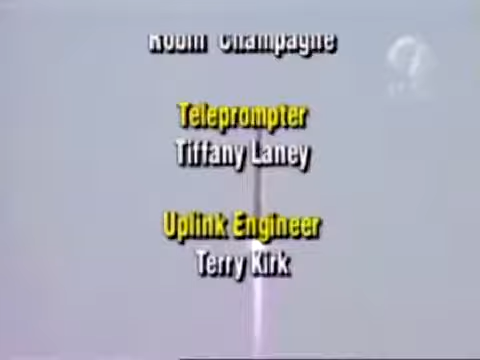 Robin Champagne
Teleprompter
Tiffany Laney
Uplink Engineer
Terry Kirk